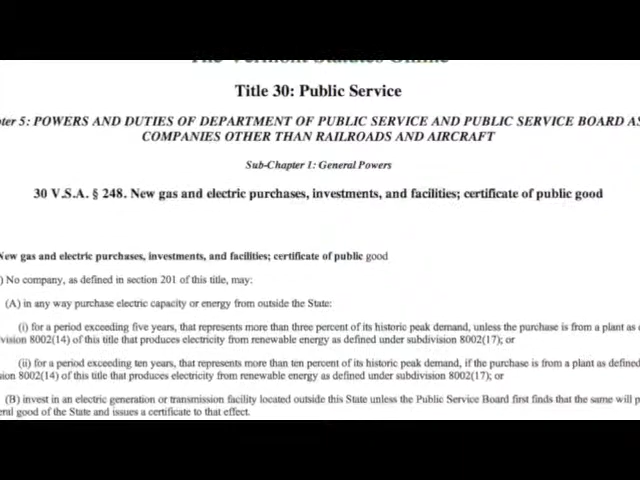 The Vermont Statutes Online
Title 30: Public Service
ter 5: POWERS AND DUTIES OF DEPARTMENT OF PUBLIC SERVICE AND PUBLIC SERVICE BOARD AS
COMPANIES OTHER THAN RAILROADS AND AIRCRAFT
Sub-Chapter 1: General Powers
30 V.S.A. § 248. New gas and electric purchases, investments, and facilities; certificate of public good
New gas and electric purchases, investments, and facilities; certificate of public good
) No company, as defined in section 201 of this title, may:
(A) in any way purchase electric capacity or energy from outside the State:
(i) for a period exceeding five years, that represents more than three percent of its historic peak demand, unless the purchase is from a plant as
vision 8002(14) of this title that produces electricity from renewable energy as defined under subdivision 8002(17); or
(ii) for a period exceeding ten years, that represents more than ten percent of its historic peak demand, if the purchase is from a plant as defined
ion 8002(14) of this title that produces electricity from renewable energy as defined under subdivision 8002(17); or
(B) invest in an electric generation or transmission facility located outside this State unless the Public Service Board first finds that the same will p
eral good of the State and issues a certificate to that effect.